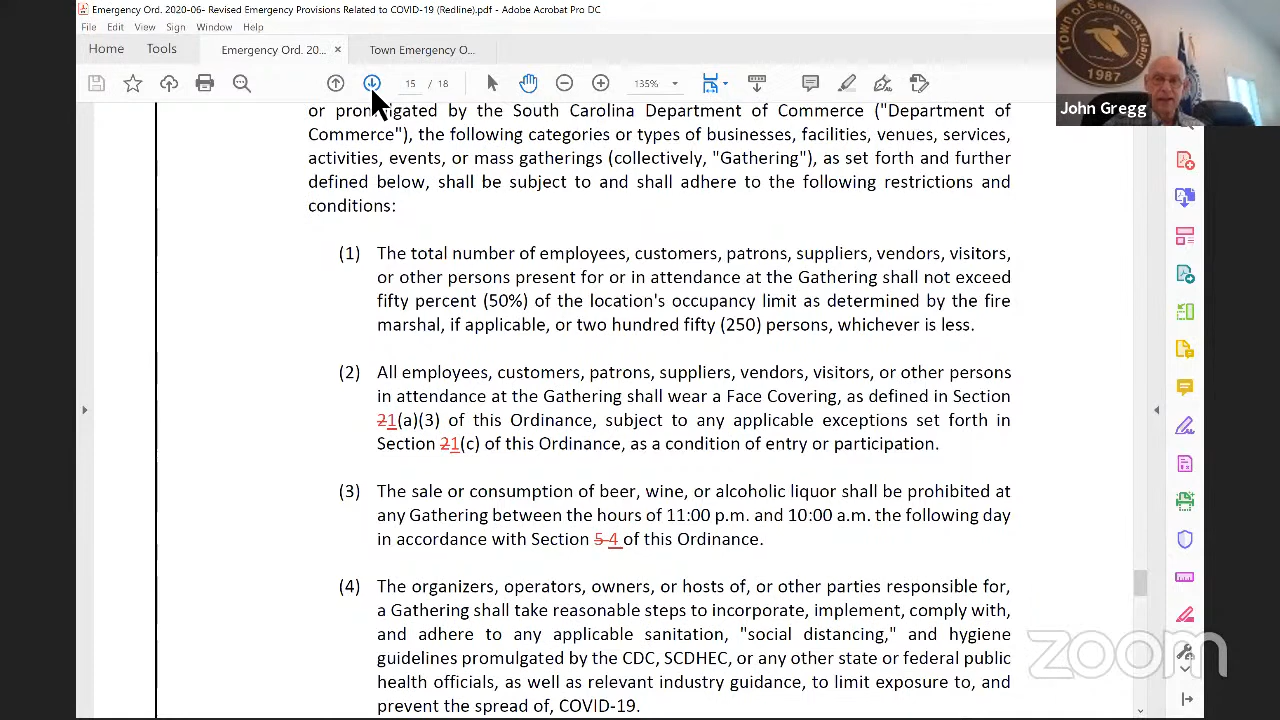 Emergency Ord. 2020-06- Revised Emergency Provisions Related to COVID-19 (Redline).pdf - Adobe Acrobat Pro DC
File Edit View Sign Window Help
Home Tools Emergency Ord. 20... × Town Emergency O...
15 / 18 135%
Town of Seabrook Island
1987
John Gregg
or promulgated by the South Carolina Department of Commerce ("Department of
Commerce"), the following categories or types of businesses, facilities, venues, services,
activities, events, or mass gatherings (collectively, "Gathering"), as set forth and further
defined below, shall be subject to and shall adhere to the following restrictions and
conditions:
(1) The total number of employees, customers, patrons, suppliers, vendors, visitors,
or other persons present for or in attendance at the Gathering shall not exceed
fifty percent (50%) of the location's occupancy limit as determined by the fire
marshal, if applicable, or two hundred fifty (250) persons, whichever is less.
(2) All employees, customers, patrons, suppliers, vendors, visitors, or other persons
in attendance at the Gathering shall wear a Face Covering, as defined in Section
21(a)(3) of this Ordinance, subject to any applicable exceptions set forth in
Section 21(c) of this Ordinance, as a condition of entry or participation.
(3) The sale or consumption of beer, wine, or alcoholic liquor shall be prohibited at
any Gathering between the hours of 11:00 p.m. and 10:00 a.m. the following day
in accordance with Section 5 4 of this Ordinance.
(4) The organizers, operators, owners, or hosts of, or other parties responsible for,
a Gathering shall take reasonable steps to incorporate, implement, comply with,
and adhere to any applicable sanitation, "social distancing," and hygiene
guidelines promulgated by the CDC, SCDHEC, or any other state or federal public
health officials, as well as relevant industry guidance, to limit exposure to, and
prevent the spread of, COVID-19.
zoom